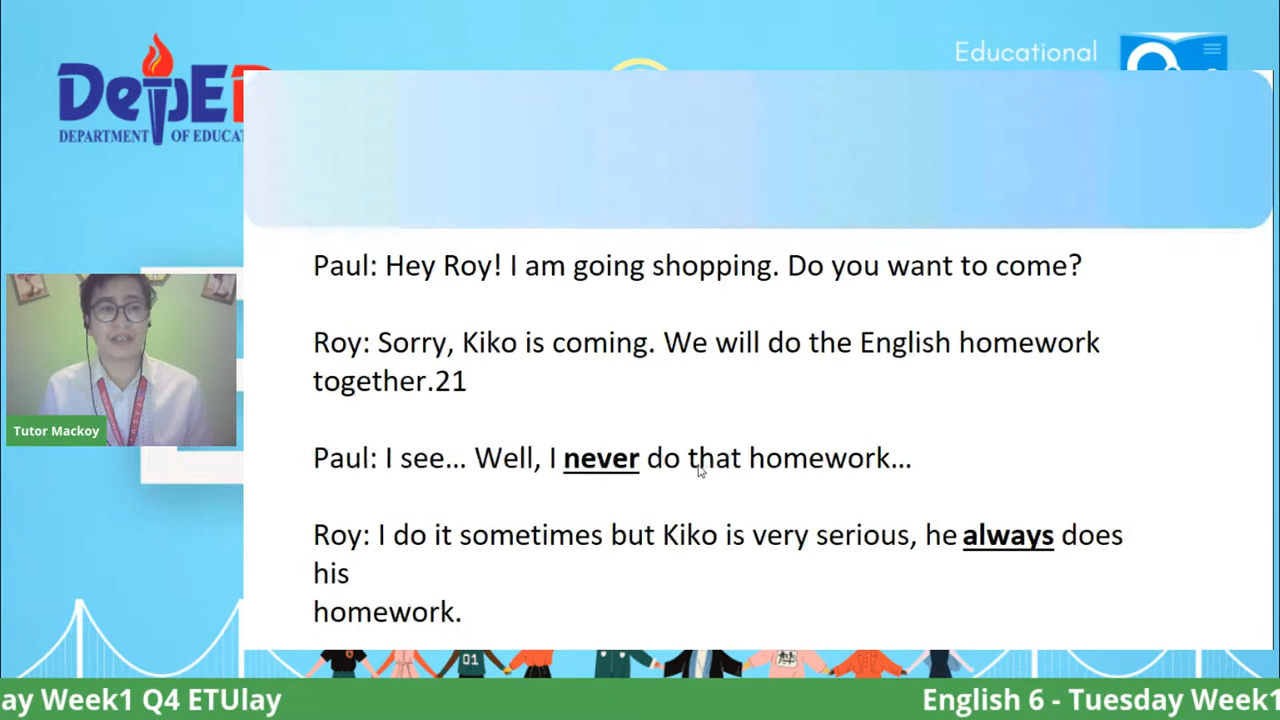 Educational
DepED
DEPARTMENT OF EDUCA
Paul: Hey Roy! I am going shopping. Do you want to come?
Roy: Sorry, Kiko is coming. We will do the English homework
together.21
Paul: I see... Well, I never do that homework...
Roy: I do it sometimes but Kiko is very serious, he always does
his
homework.
Tutor Mackoy
01
ay Week1 Q4 ETUlay
English 6 - Tuesday Week1